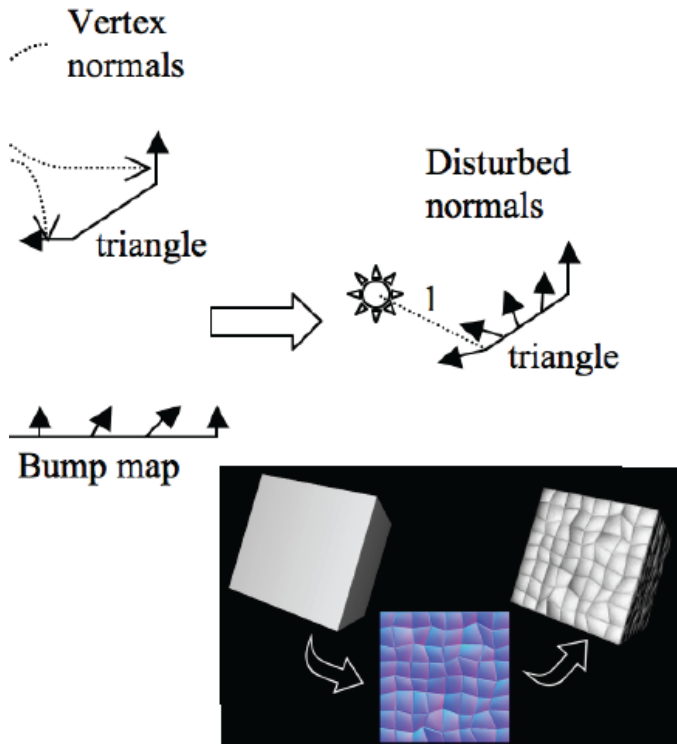 Vertex
normals
triangle
Disturbed
normals
l
triangle
Bump map